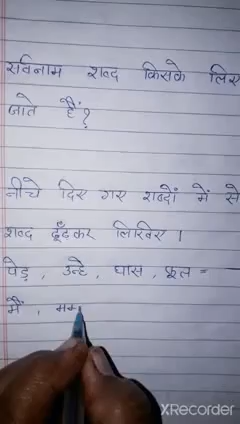 सर्वनाम शब्द किसके लिए
जाते हैं?
नीचे दिए गए शब्दों में से
शब्द ढूँढकर लिखिए ।
पेड़ , उन्हे , घास , फूल =
मैं ,
XRecorder